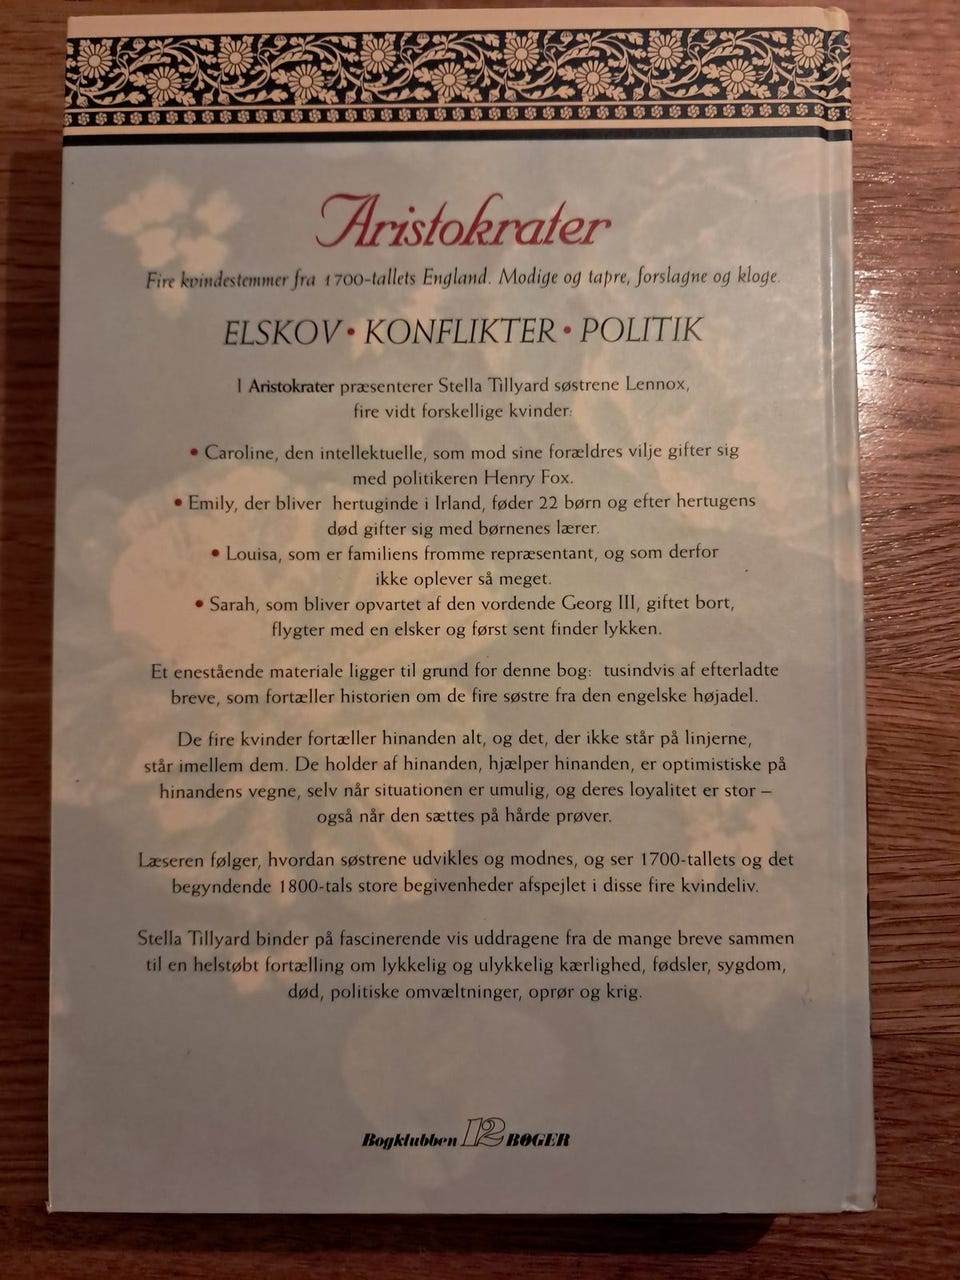 Aristokrater
Fire kvindestemmer fra 1700-tallets England. Modige og tapre, forslagne og kloge.
ELSKOV • KONFLIKTER • POLITIK
I Aristokrater præsenterer Stella Tillyard søstrene Lennox,
fire vidt forskellige kvinder:
• Caroline, den intellektuelle, som mod sine forældres vilje gifter sig
med politikeren Henry Fox.
• Emily, der bliver hertuginde i Irland, føder 22 børn og efter hertugens
død gifter sig med børnenes lærer.
• Louisa, som er familiens fromme repræsentant, og som derfor
ikke oplever så meget.
• Sarah, som bliver opvartet af den vordende Georg III, giftet bort,
flygter med en elsker og først sent finder lykken.
Et enestående materiale ligger til grund for denne bog: tusindvis af efterladte
breve, som fortæller historien om de fire søstre fra den engelske højadel.
De fire kvinder fortæller hinanden alt, og det, der ikke står på linjerne,
står imellem dem. De holder af hinanden, hjælper hinanden, er optimistiske på
hinandens vegne, selv når situationen er umulig, og deres loyalitet er stor –
også når den sættes på hårde prøver.
Læseren følger, hvordan søstrene udvikles og modnes, og ser 1700-tallets og det
begyndende 1800-tals store begivenheder afspejlet i disse fire kvindeliv.
Stella Tillyard binder på fascinerende vis uddragene fra de mange breve sammen
til en helstøbt fortælling om lykkelig og ulykkelig kærlighed, fødsler, sygdom,
død, politiske omvæltninger, oprør og krig.
Bogklubben 12 BØGER